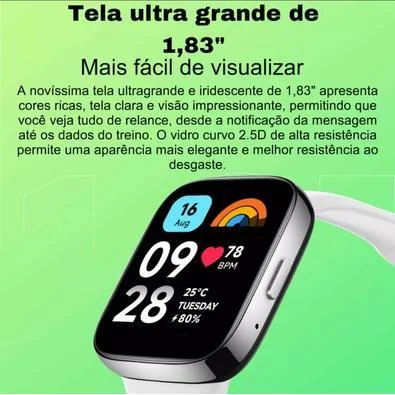 Tela ultra grande de
1,83"
Mais fácil de visualizar
A novíssima tela ultragrande e iridescente de 1,83" apresenta
cores ricas, tela clara e visão impressionante, permitindo que
você veja tudo de relance, desde a notificação da mensagem
até os dados do treino. O vidro curvo 2.5D de alta resistência
permite uma aparência mais elegante e melhor resistência ao
desgaste.
16
Aug
09
78
BPM
28
25°C
TUESDAY
80%